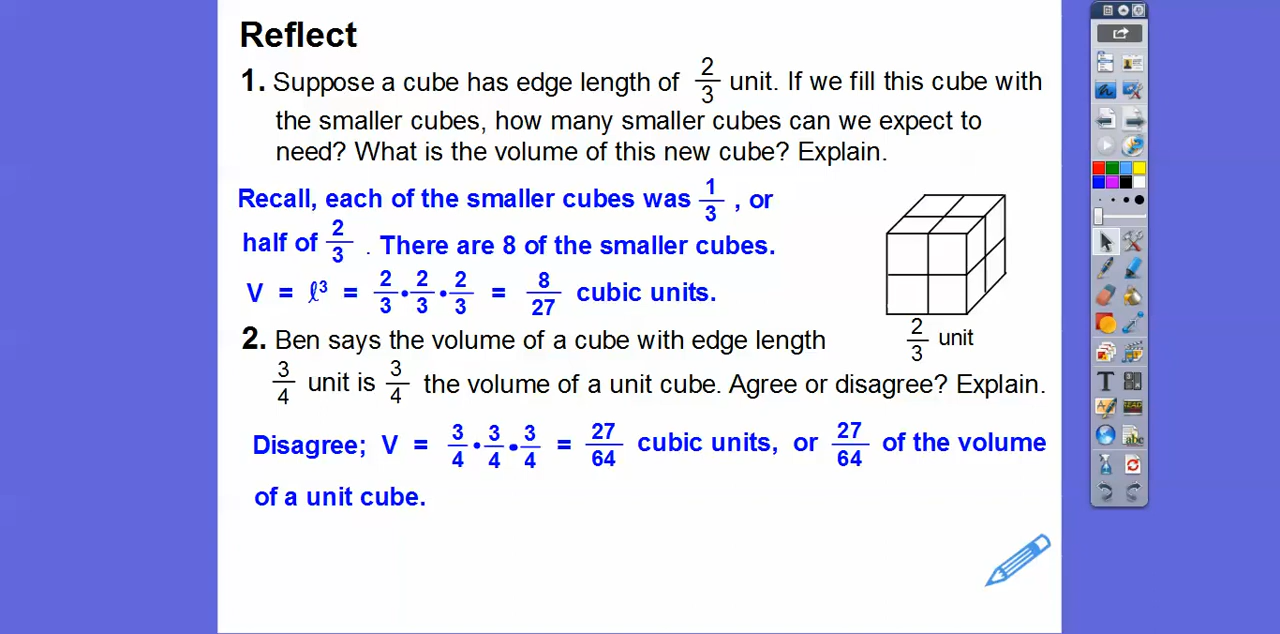 Reflect
1. Suppose a cube has edge length of 2/3 unit. If we fill this cube with
the smaller cubes, how many smaller cubes can we expect to
need? What is the volume of this new cube? Explain.
Recall, each of the smaller cubes was 1/3, or
half of 2/3. There are 8 of the smaller cubes.
V = ℓ³ = 2/3 • 2/3 • 2/3 = 8/27 cubic units.
2/3 unit
2. Ben says the volume of a cube with edge length
3/4 unit is 3/4 the volume of a unit cube. Agree or disagree? Explain.
Disagree; V = 3/4 • 3/4 • 3/4 = 27/64 cubic units, or 27/64 of the volume
of a unit cube.